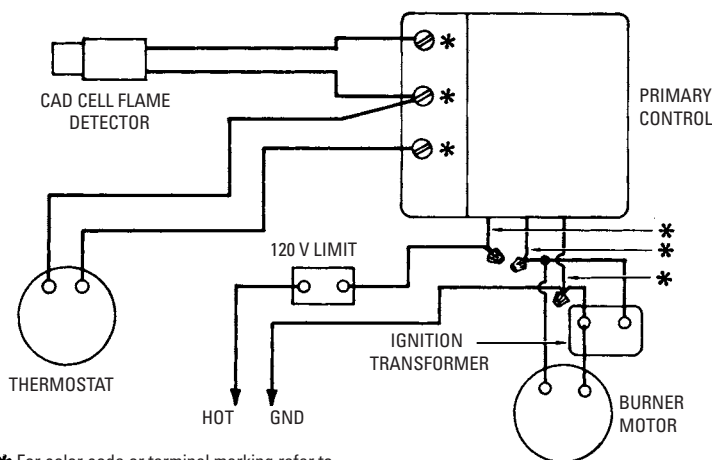 CAD CELL FLAME
DETECTOR
*
*
*
PRIMARY
CONTROL
*
*
*
120 V LIMIT
THERMOSTAT
HOT
GND
IGNITION
TRANSFORMER
BURNER
MOTOR
* For color code or terminal marking refer to